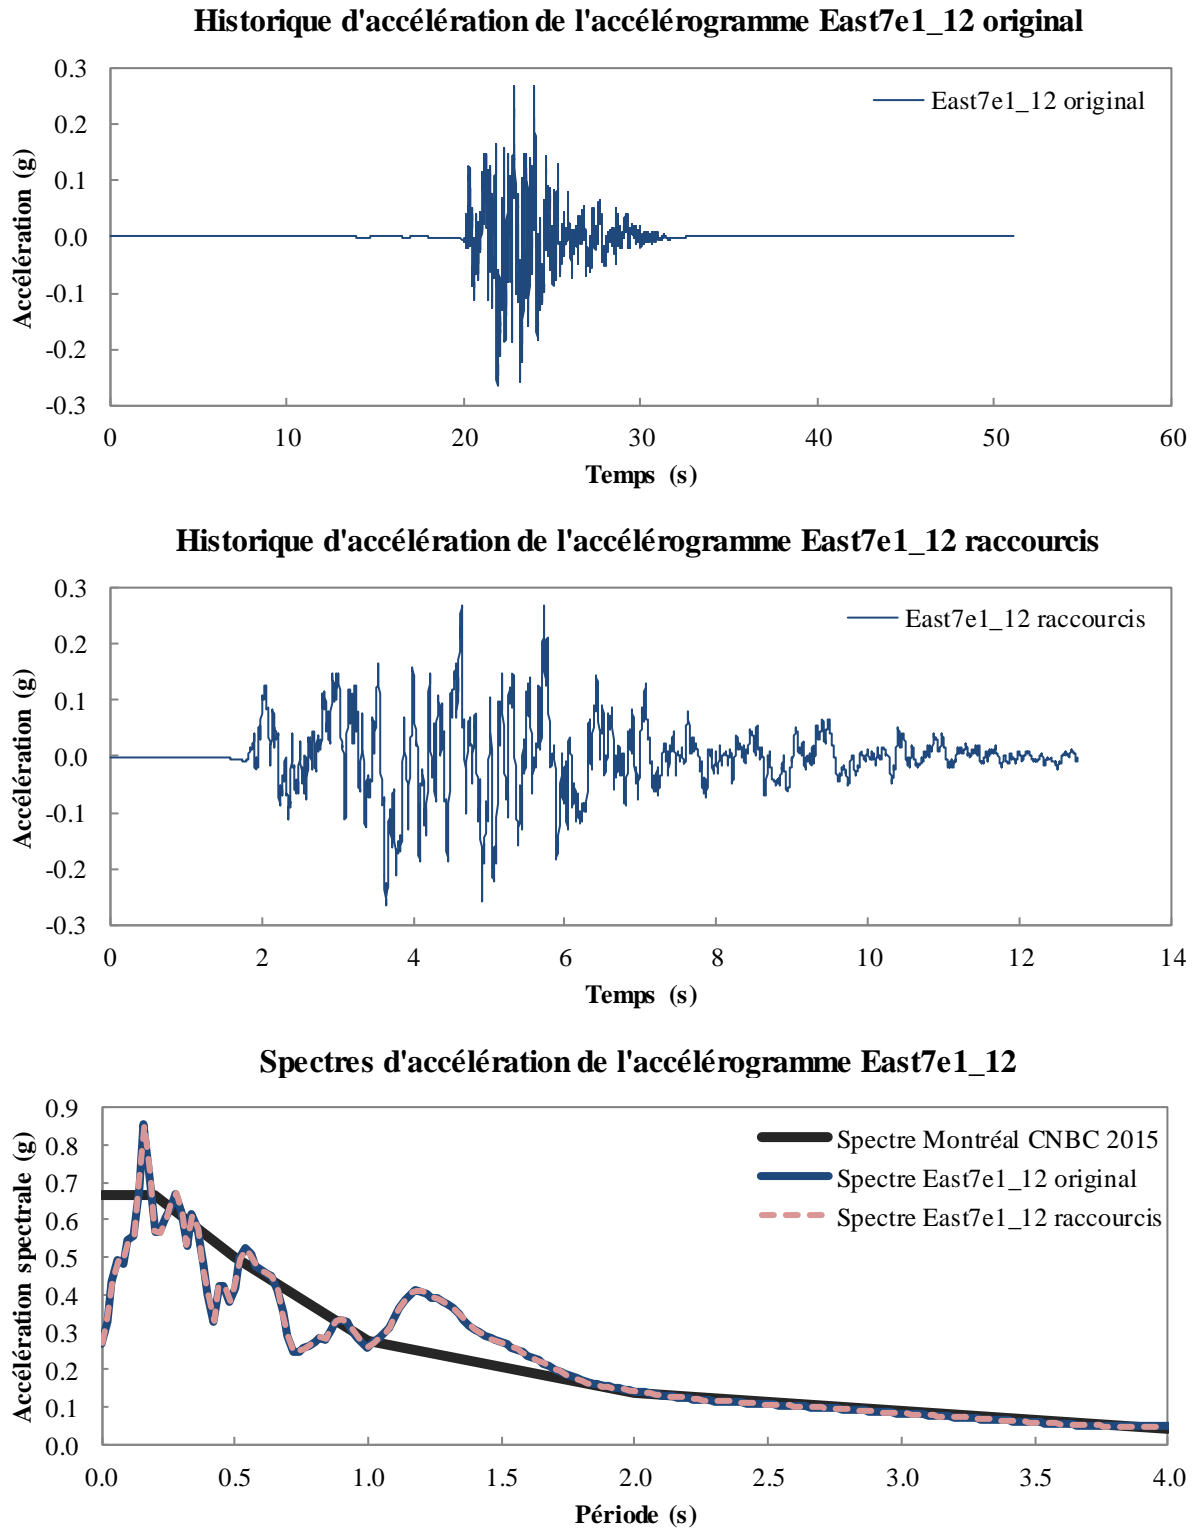 Historique d'accélération de l'accélérogramme East7e1_12 original
0.3
East7e1_12 original
0.2
0.1
0.0
-0.1
-0.2
-0.3
Accélération (g)
0 10 20 30 40 50 60
Temps (s)
Historique d'accélération de l'accélérogramme East7e1_12 raccourcis
0.3
East7e1_12 raccourcis
0.2
0.1
0.0
-0.1
-0.2
-0.3
Accélération (g)
0 2 4 6 8 10 12 14
Temps (s)
Spectres d'accélération de l'accélérogramme East7e1_12
0.9
Spectre Montréal CNBC 2015
0.8
Spectre East7e1_12 original
0.7
Spectre East7e1_12 raccourcis
0.6
0.5
0.4
0.3
0.2
0.1
0.0
Accélération spectrale (g)
0.0 0.5 1.0 1.5 2.0 2.5 3.0 3.5 4.0
Période (s)